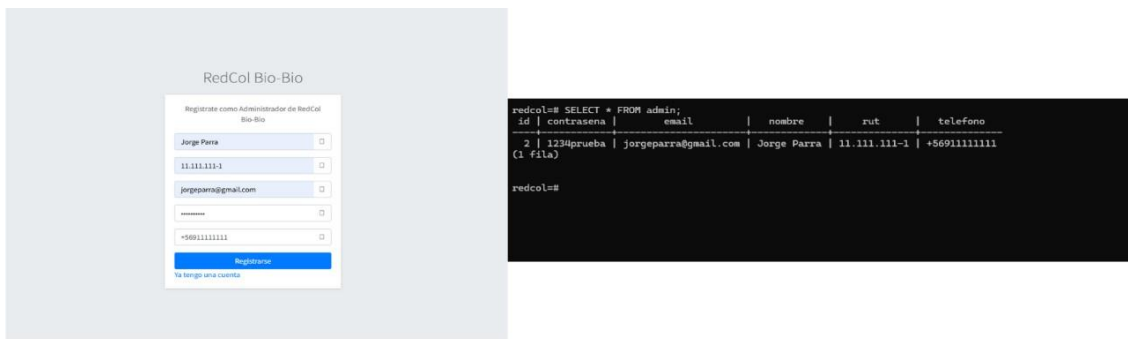 RedCol Bio-Bio
Registrate como Administrador de RedCol
Bio-Bio
Jorge Parra
11.111.111-1
jorgeparra@gmail.com
••••••••••
+56911111111
Registrarse
Ya tengo una cuenta
redcol=# SELECT * FROM admin;
id | contrasena | email | nombre | rut | telefono
2 | 1234prueba | jorgeparra@gmail.com | Jorge Parra | 11.111.111-1 | +56911111111
(1 fila)
redcol=#